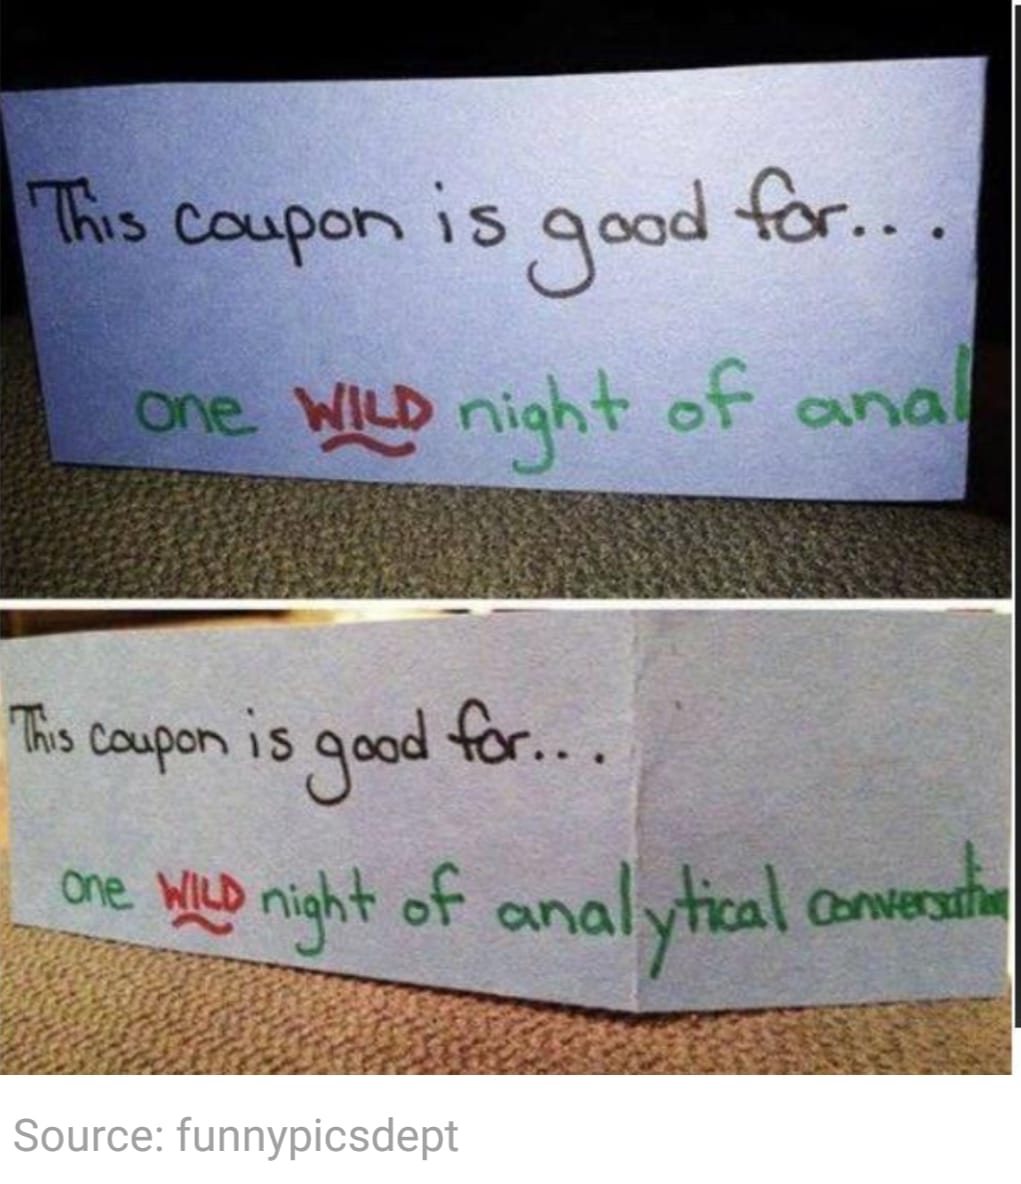 This coupon is good for....
one WILD night of anal
This coupon is good for....
one WILD night of analytical conversation
Source: funnypicsdept